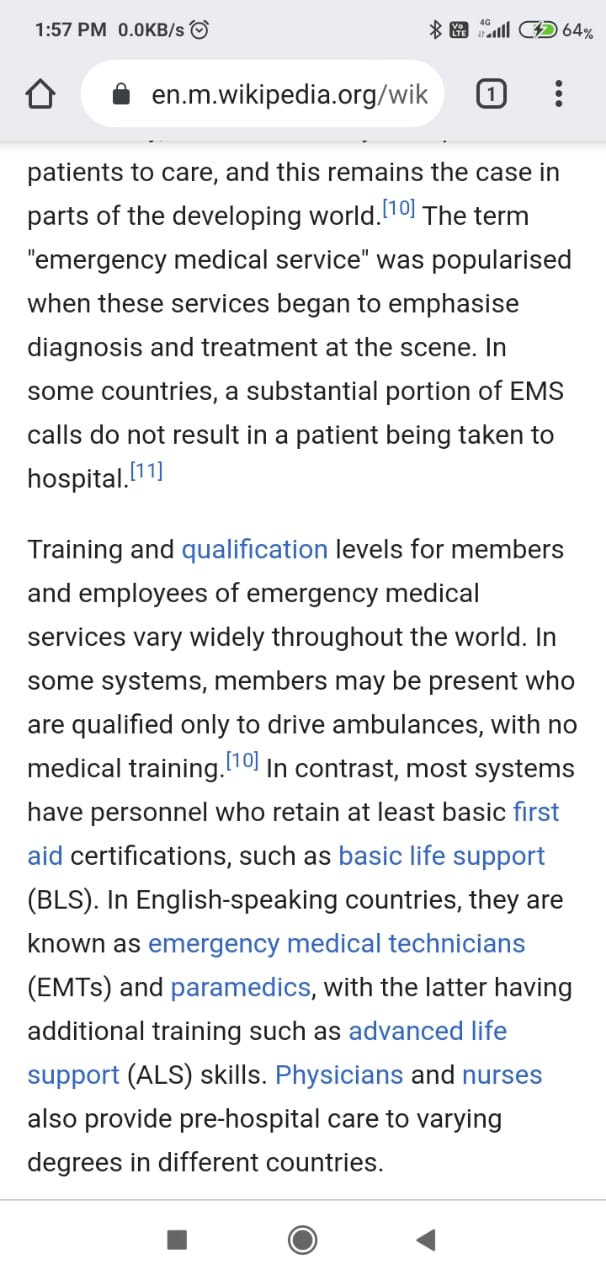 1:57 PM 0.0KB/s
Vo LTE 4G 64%
en.m.wikipedia.org/wik
1
patients to care, and this remains the case in
parts of the developing world.[10] The term
"emergency medical service" was popularised
when these services began to emphasise
diagnosis and treatment at the scene. In
some countries, a substantial portion of EMS
calls do not result in a patient being taken to
hospital.[11]
Training and qualification levels for members
and employees of emergency medical
services vary widely throughout the world. In
some systems, members may be present who
are qualified only to drive ambulances, with no
medical training.[10] In contrast, most systems
have personnel who retain at least basic first
aid certifications, such as basic life support
(BLS). In English-speaking countries, they are
known as emergency medical technicians
(EMTs) and paramedics, with the latter having
additional training such as advanced life
support (ALS) skills. Physicians and nurses
also provide pre-hospital care to varying
degrees in different countries.